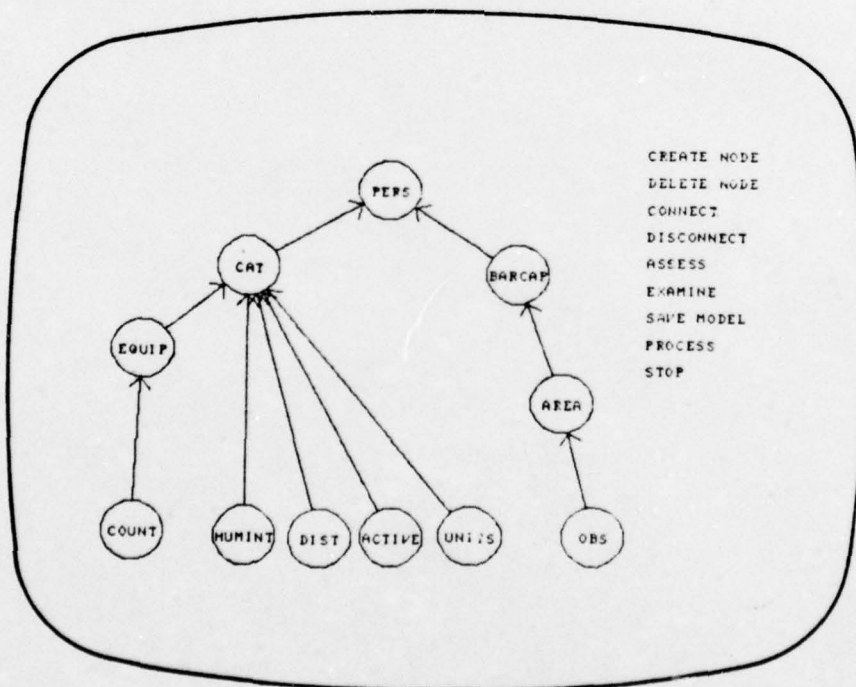 PERS
CAT
BARCAP
EQUIP
AREA
COUNT
HUMINT
DIST
ACTIVE
UNITS
OBS
CREATE NODE
DELETE NODE
CONNECT
DISCONNECT
ASSESS
EXAMINE
SAVE MODEL
PROCESS
STOP